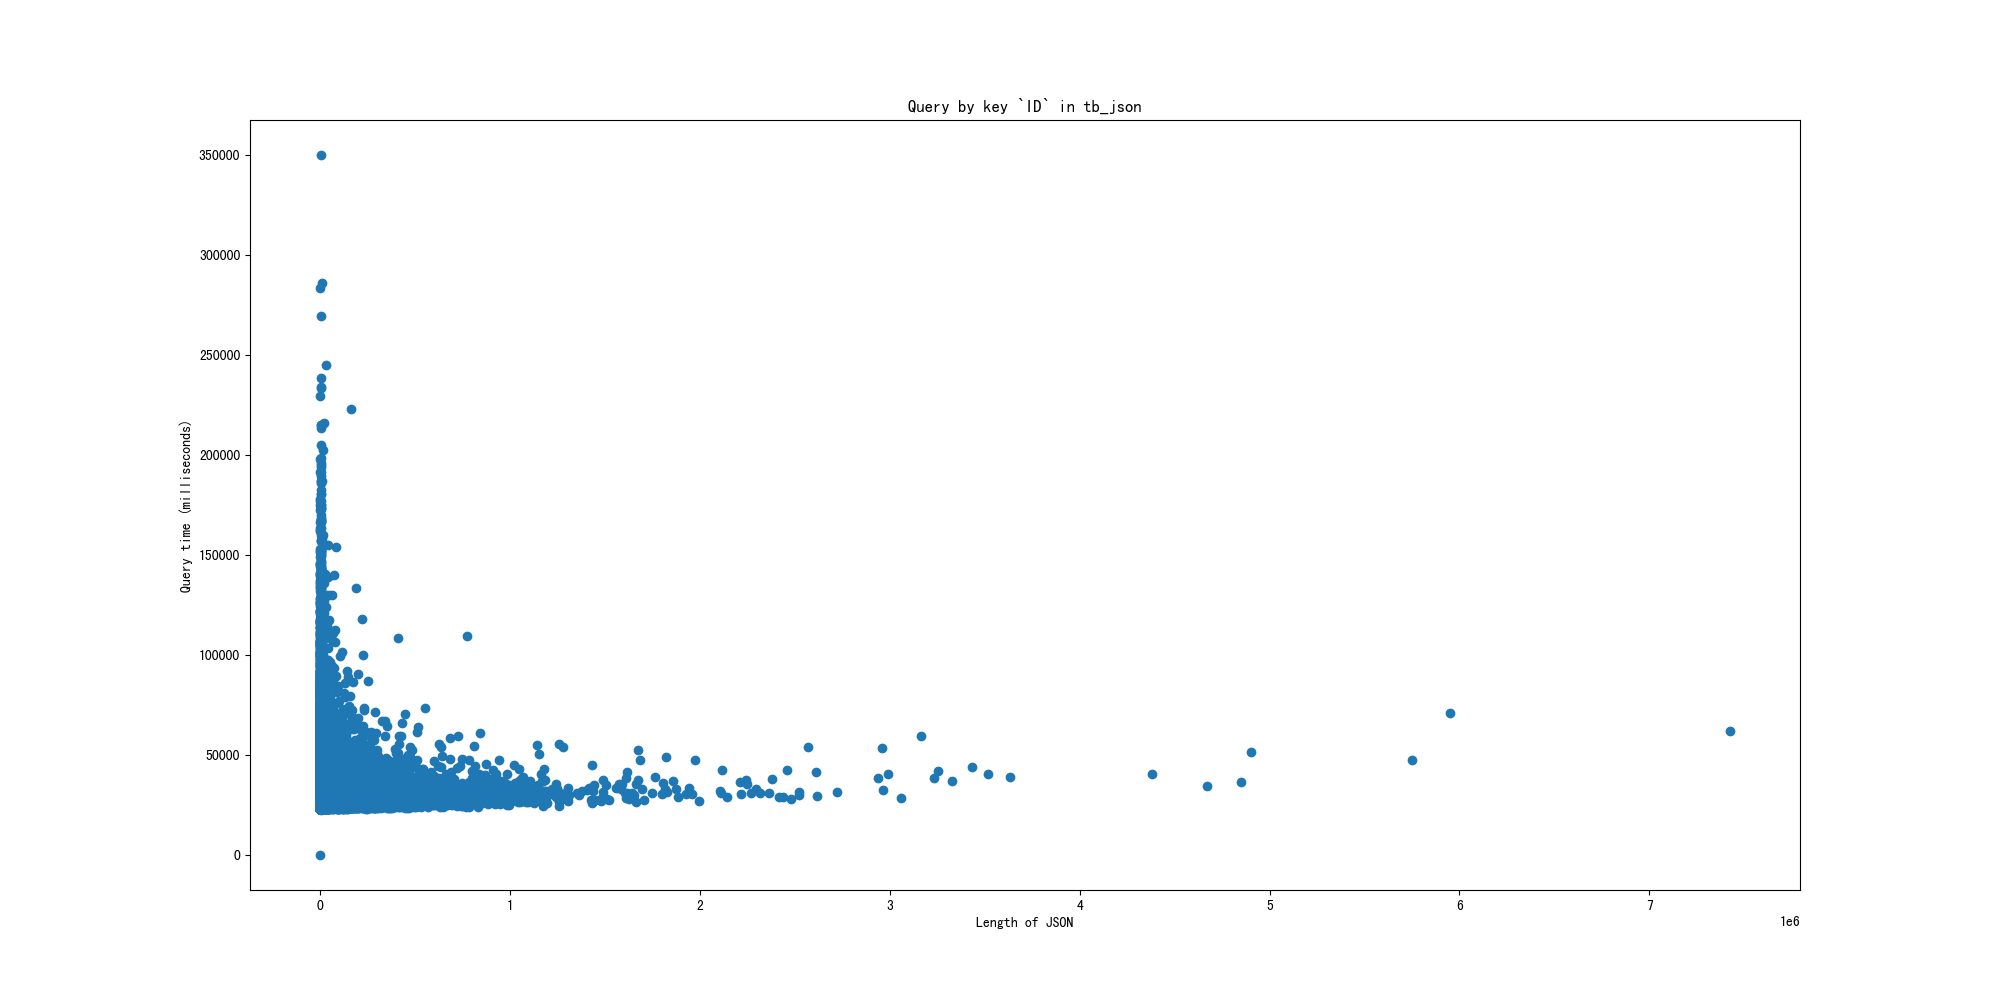 Query by key `ID` in tb_json
350000
300000
250000
200000
150000
100000
50000
0
Query time (milliseconds)
0 1 2 3 4 5 6 7
Length of JSON
1e6